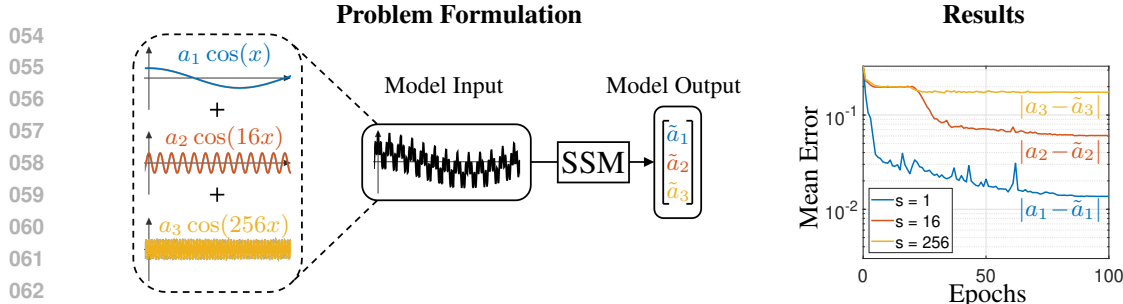 054
055
056
057
058
059
060
061
062
Problem Formulation
a₁ cos(x)
+
a₂ cos(16x)
+
a₃ cos(256x)
Model Input
SSM
Model Output
ã₁
ã₂
ã₃
Results
Mean Error
10⁻¹
10⁻²
|a₃−ã₃|
|a₂−ã₂|
|a₁−ã₁|
s = 1
s = 16
s = 256
0 50 100
Epochs